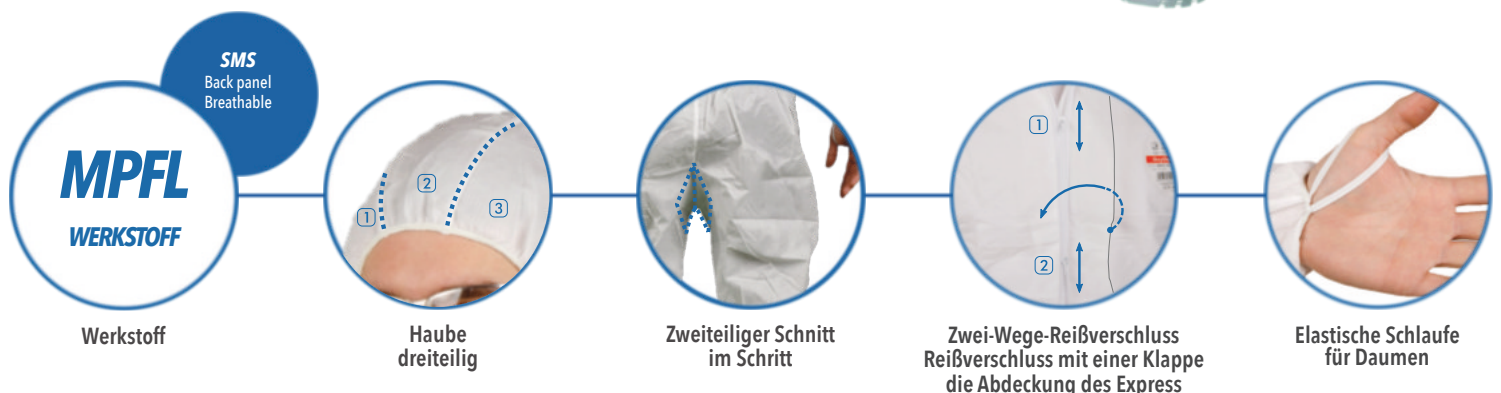 SMS
Back panel
Breathable
MPFL
WERKSTOFF
Werkstoff
1
2
3
Haube
dreiteilig
Zweiteiliger Schnitt
im Schritt
1
2
Zwei-Wege-Reißverschluss
Reißverschluss mit einer Klappe
die Abdeckung des Express
Elastische Schlaufe
für Daumen